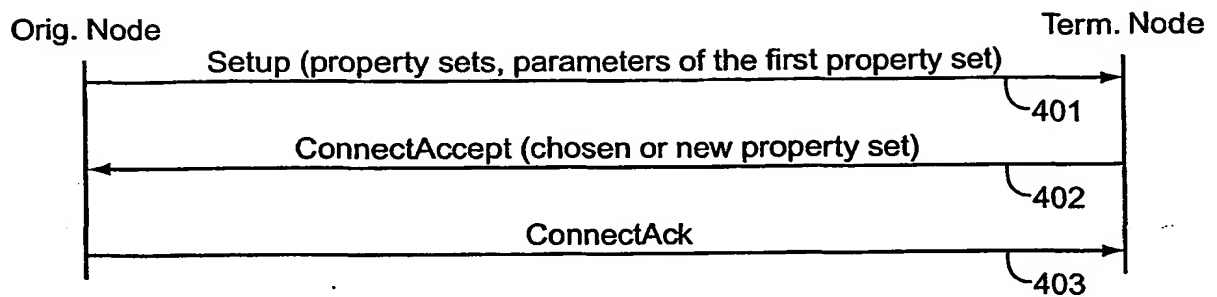 Orig. Node
Term. Node
Setup (property sets, parameters of the first property set)
401
ConnectAccept (chosen or new property set)
402
ConnectAck
403